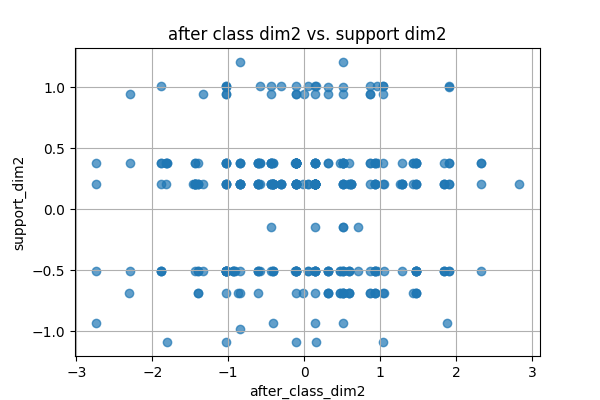 after class dim2 vs. support dim2
1.0
0.5
0.0
−0.5
−1.0
support_dim2
−3 −2 −1 0 1 2 3
after_class_dim2